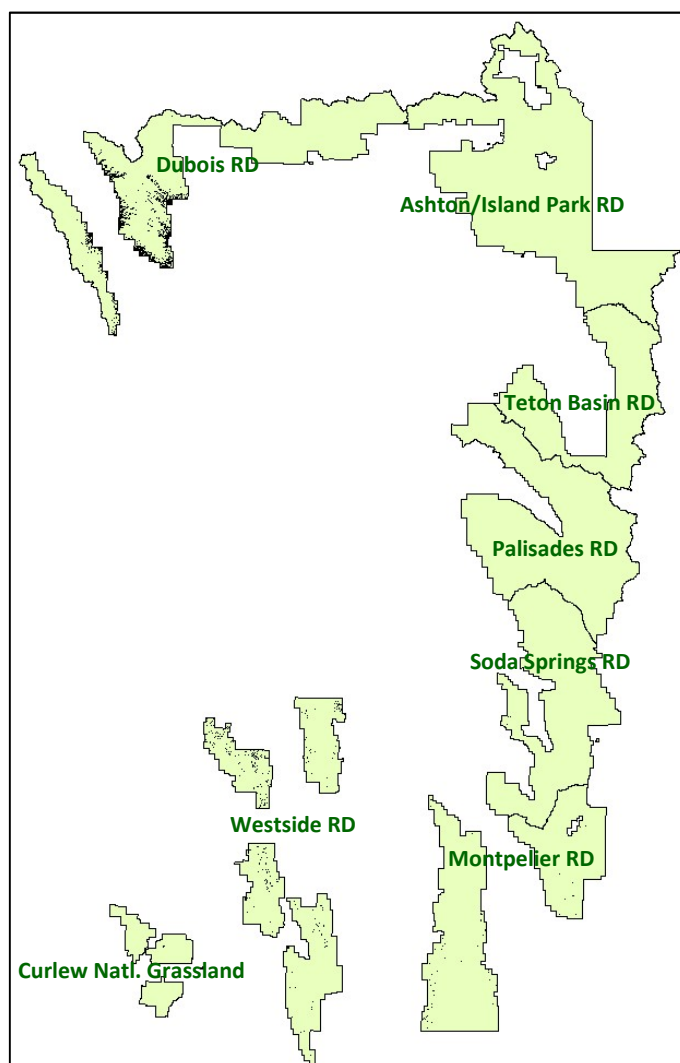 Dubois RD
Ashton/Island Park RD
Teton Basin RD
Palisades RD
Soda Springs RD
Westside RD
Montpelier RD
Curlew Natl. Grassland